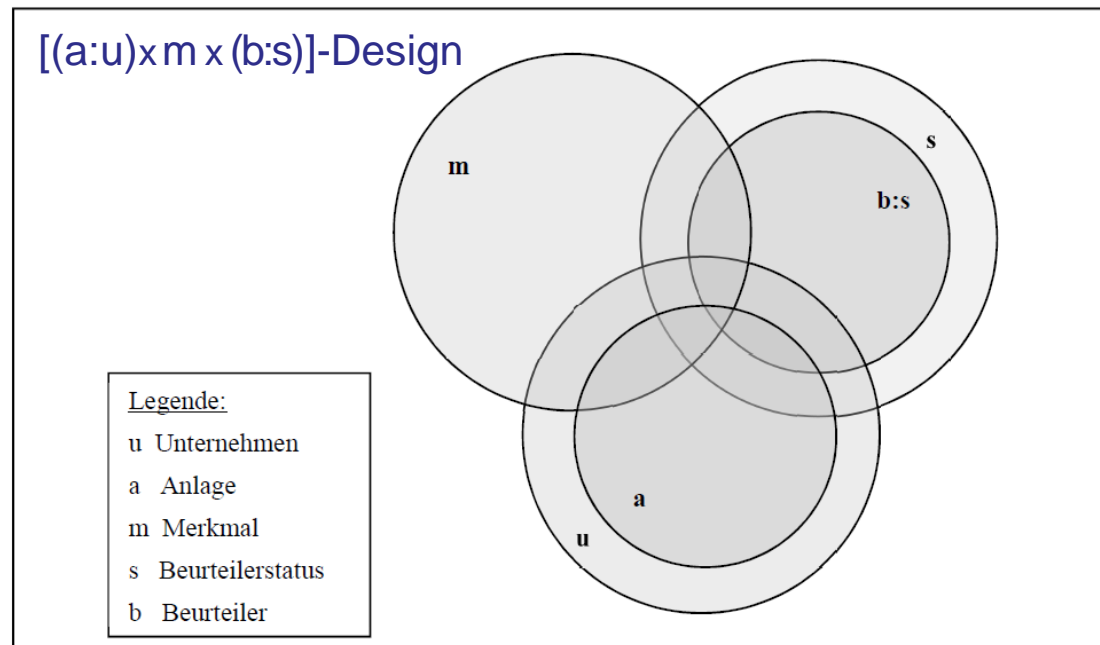 [(a:u)x m x (b:s)]-Design
m
s
b:s
a
u
Legende:
u Unternehmen
a Anlage
m Merkmal
s Beurteilerstatus
b Beurteiler